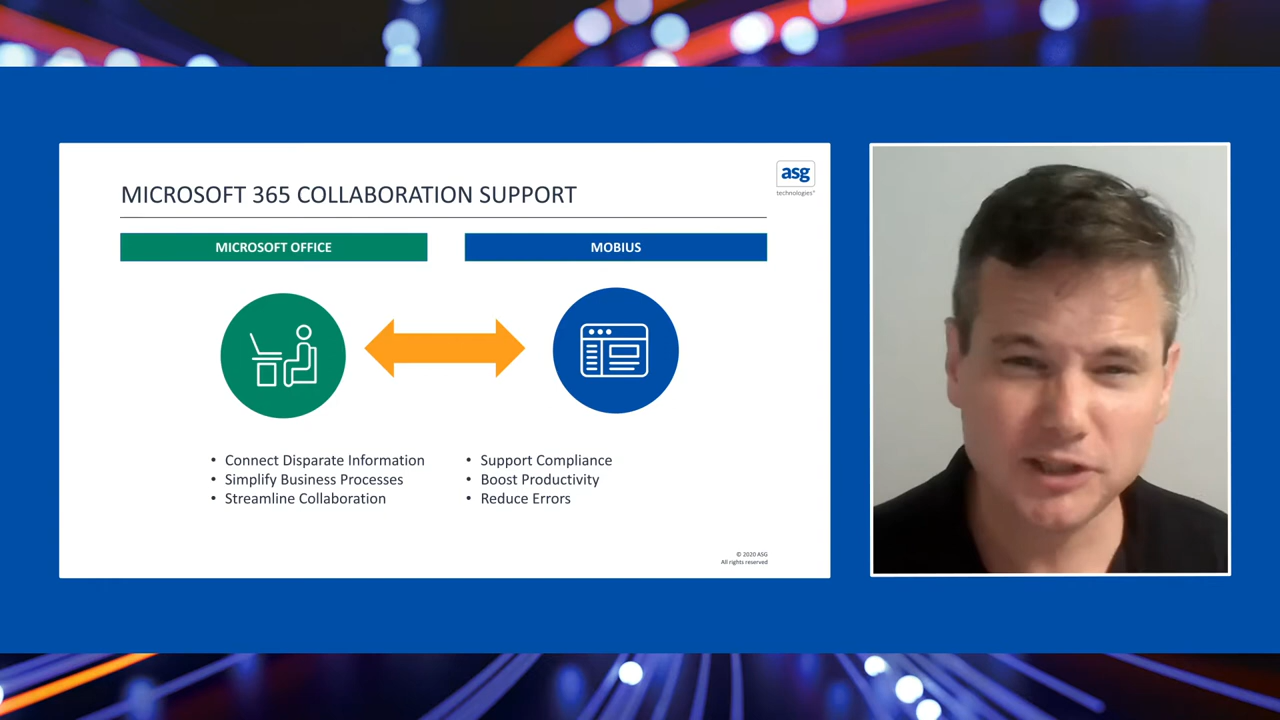 asg
technologies®
MICROSOFT 365 COLLABORATION SUPPORT
MICROSOFT OFFICE
MOBIUS
• Connect Disparate Information
• Simplify Business Processes
• Streamline Collaboration
• Support Compliance
• Boost Productivity
• Reduce Errors
© 2020 ASG
All rights reserved